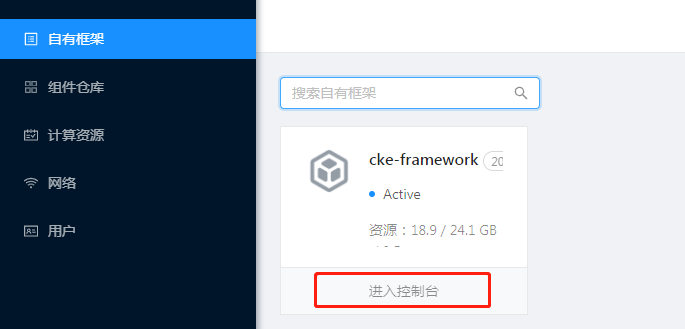 自有框架
组件仓库
计算资源
网络
用户
搜索自有框架
cke-framework 20
Active
资源：18.9 / 24.1 GB
进入控制台